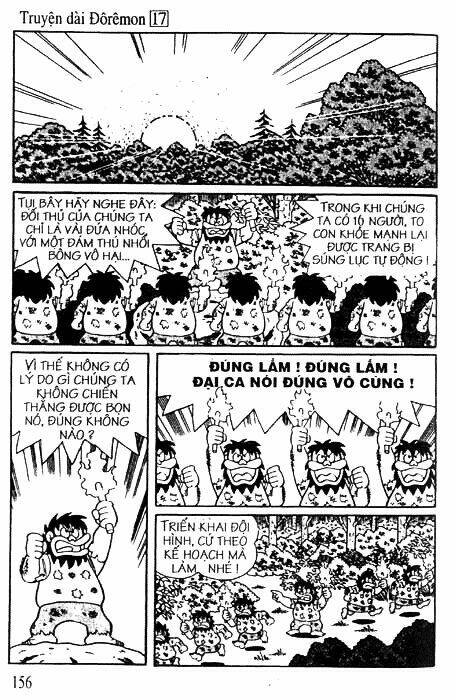 Truyện dài Đôrêmon 17
TỤI BÂY HÃY NGHE ĐÂY:
ĐỐI THỦ CỦA CHÚNG TA
CHỈ LÀ VÀI ĐỨA NHÓC
VỚI MỘT ĐÁM THÚ NHỒI
BÔNG VÔ HẠI...
TRONG KHI CHÚNG
TA CÓ 16 NGƯỜI, TO
CON KHỎE MẠNH LẠI
ĐƯỢC TRANG BỊ
SÚNG LỤC TỰ ĐỘNG !
VÌ THẾ KHÔNG CÓ
LÝ DO GÌ CHÚNG TA
KHÔNG CHIẾN
THẮNG ĐƯỢC BỌN
NÓ, ĐÚNG KHÔNG
NÀO ?
ĐÚNG LẮM ! ĐÚNG LẮM !
ĐẠI CA NÓI ĐÚNG VÔ CÙNG !
TRIỂN KHAI ĐỘI
HÌNH, CỨ THEO
KẾ HOẠCH MÀ
LÀM NHÉ !
156